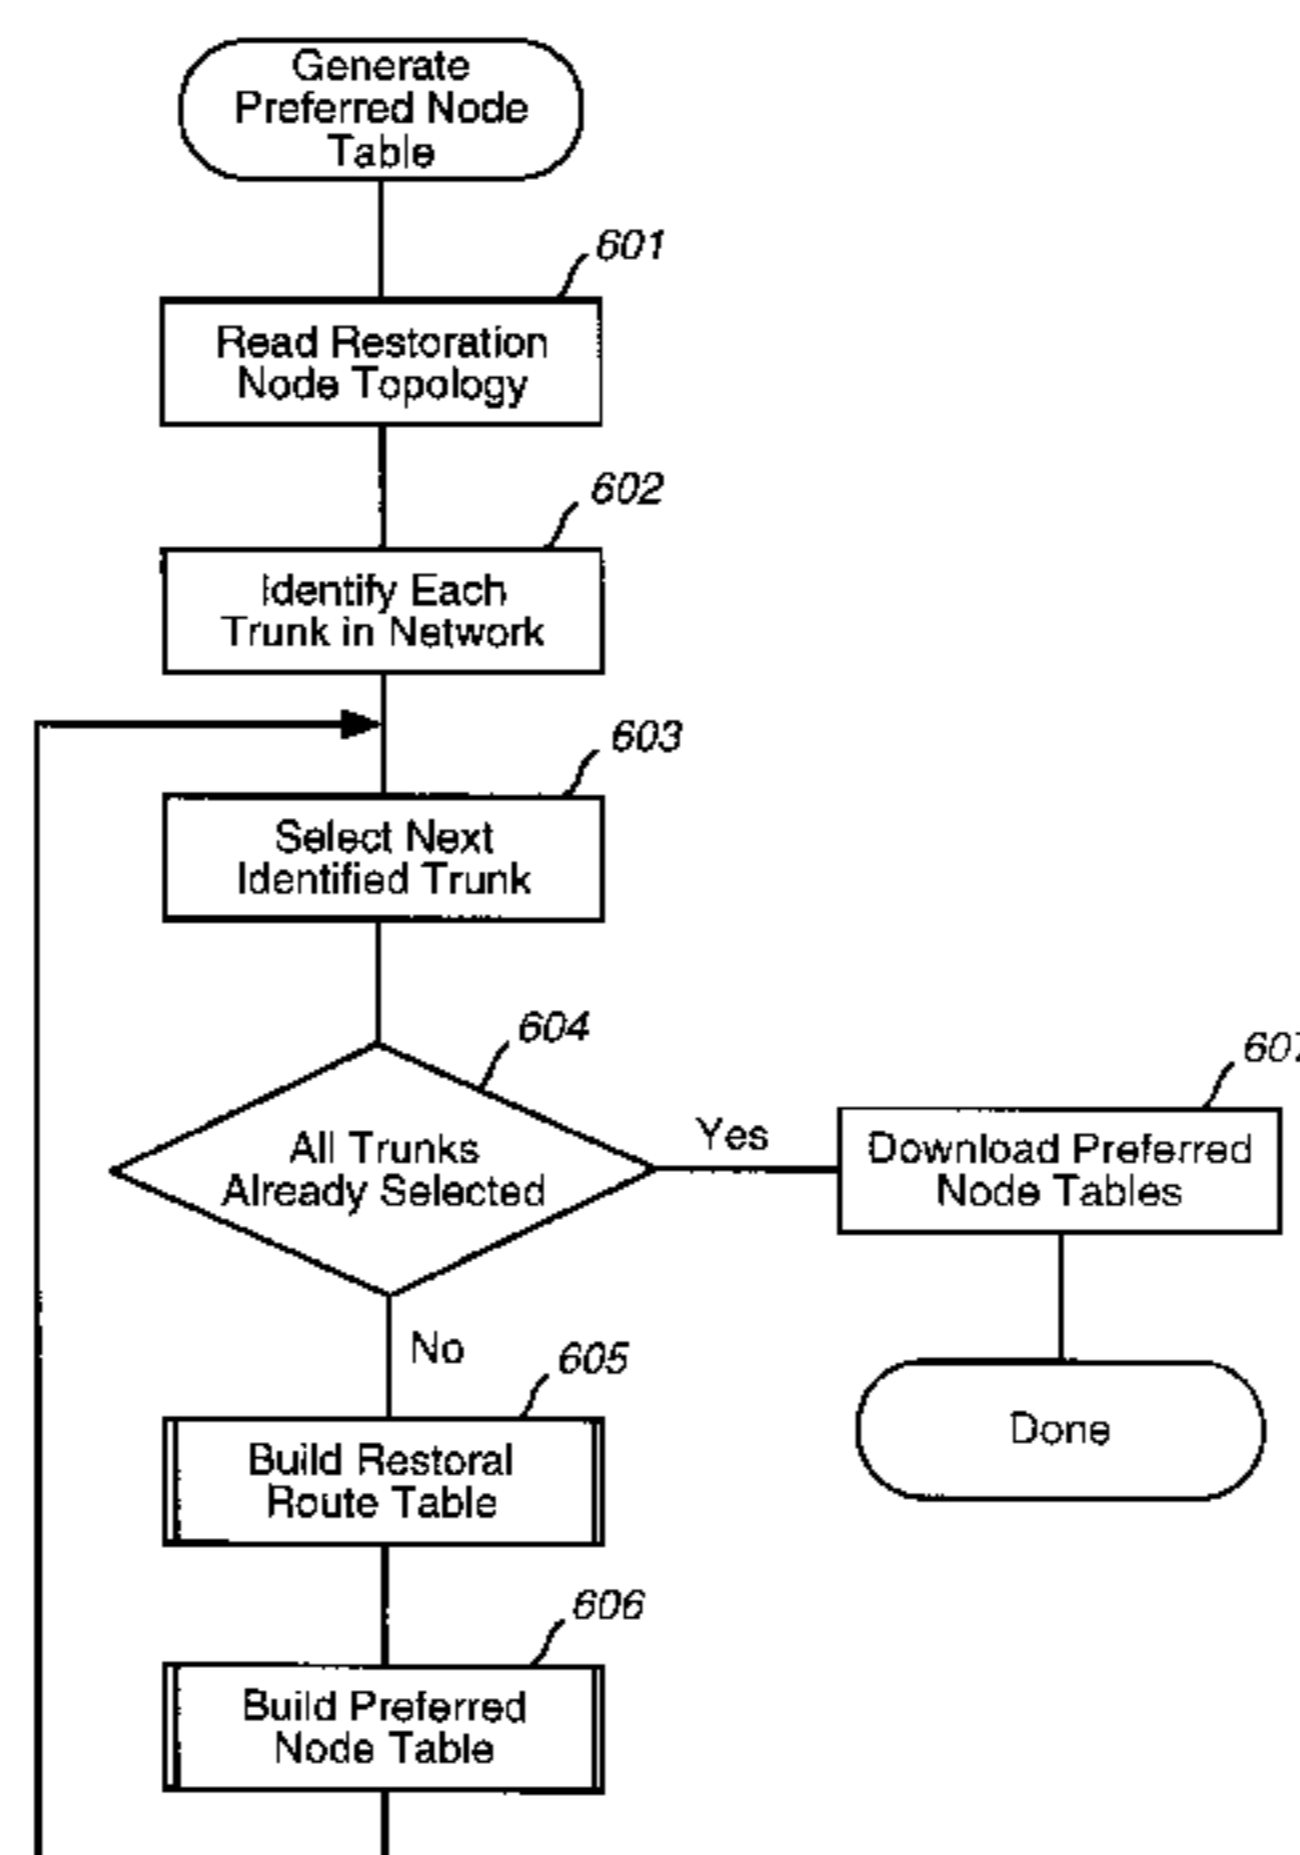 Generate
Preferred Node
Table
601
Read Restoration
Node Topology
602
Identify Each
Trunk in Network
603
Select Next
Identified Trunk
604
All Trunks
Already Selected
Yes
607
Download Preferred
Node Tables
No
Done
605
Build Restoral
Route Table
606
Build Preferred
Node Table